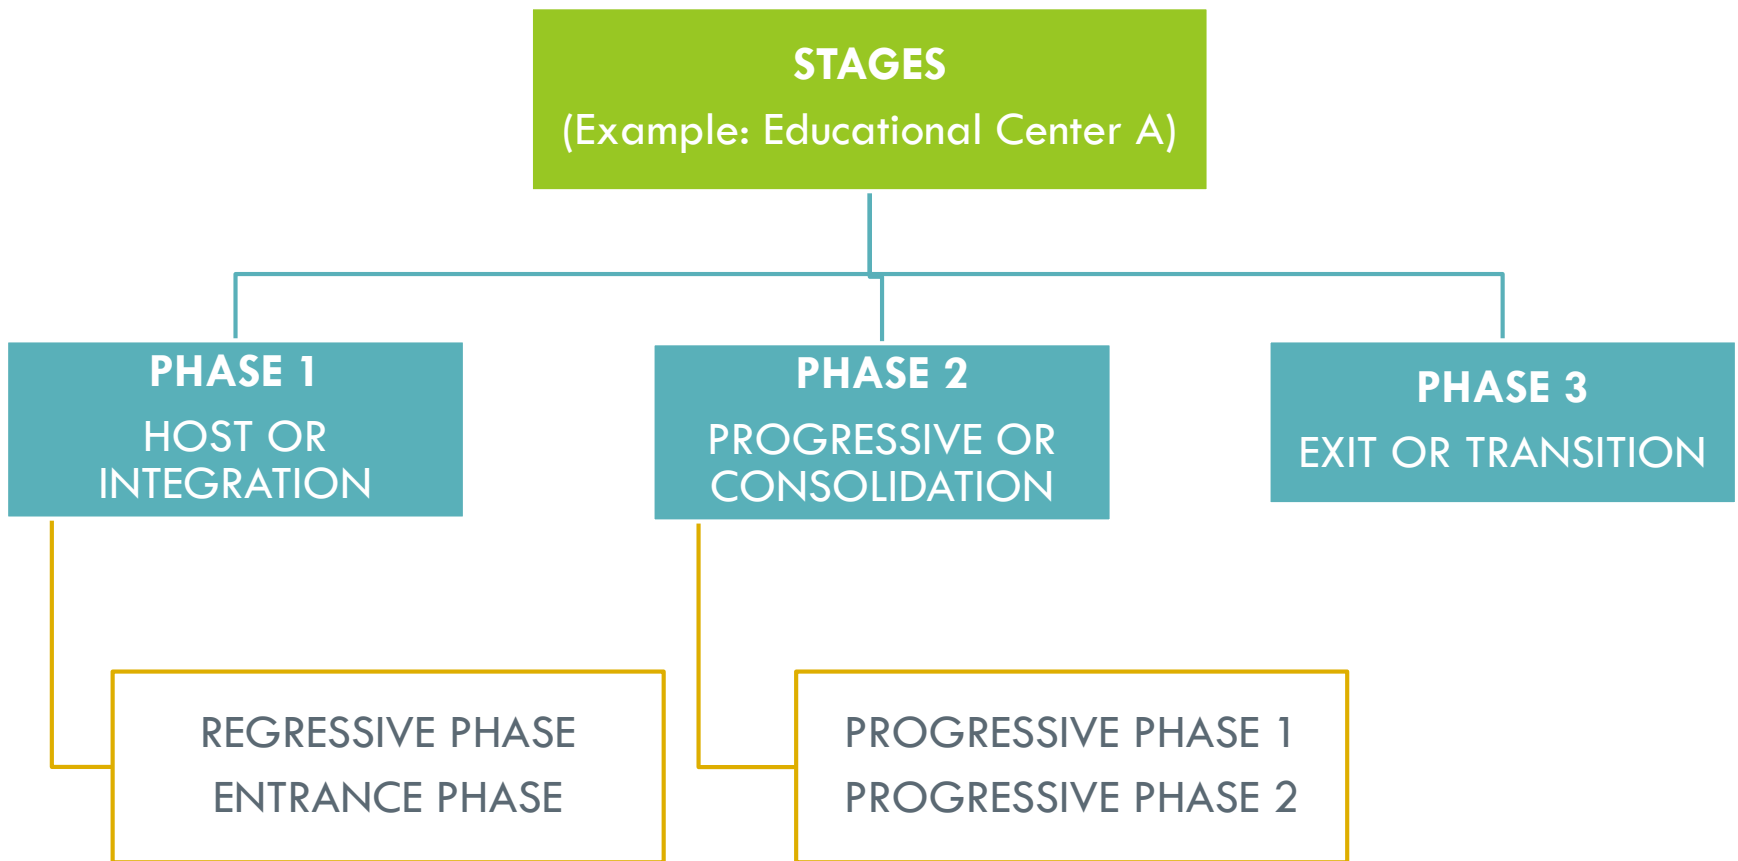 STAGES
(Example: Educational Center A)
PHASE 1
HOST OR
INTEGRATION
PHASE 2
PROGRESSIVE OR
CONSOLIDATION
PHASE 3
EXIT OR TRANSITION
REGRESSIVE PHASE
ENTRANCE PHASE
PROGRESSIVE PHASE 1
PROGRESSIVE PHASE 2